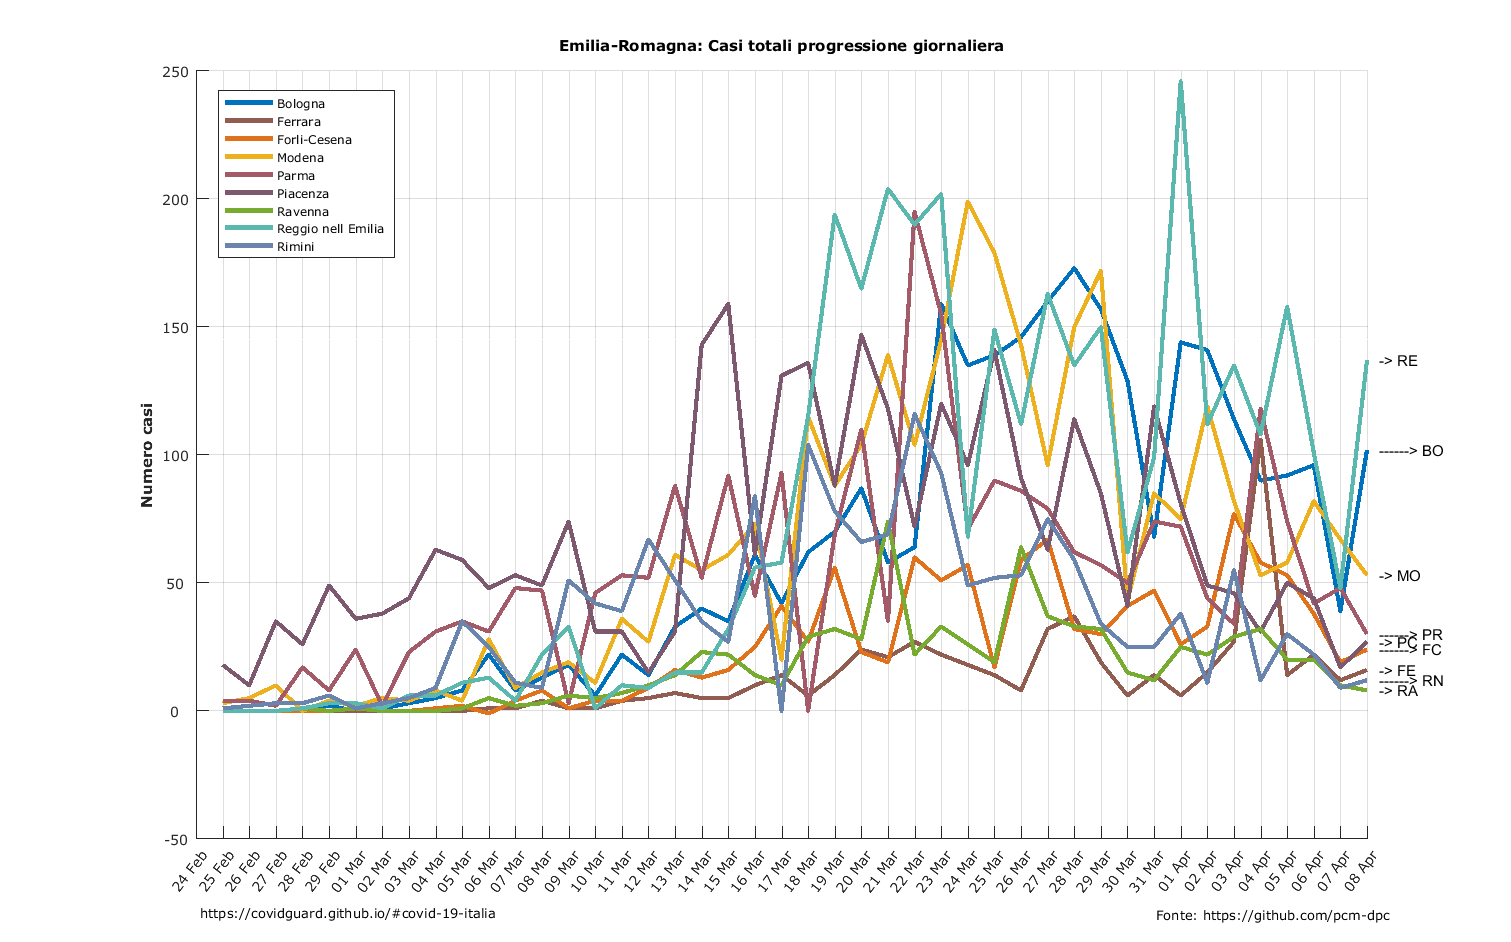 Emilia-Romagna: Casi totali progressione giornaliera
250
200
150
100
50
0
-50
Numero casi
Bologna
Ferrara
Forli-Cesena
Modena
Parma
Piacenza
Ravenna
Reggio nell Emilia
Rimini
-> RE
------> BO
-> MO
------> PR
-> PC
------> FC
-> FE
------> RN
-> RA
24 Feb
25 Feb
26 Feb
27 Feb
28 Feb
29 Feb
01 Mar
02 Mar
03 Mar
04 Mar
05 Mar
06 Mar
07 Mar
08 Mar
09 Mar
10 Mar
11 Mar
12 Mar
13 Mar
14 Mar
15 Mar
16 Mar
17 Mar
18 Mar
19 Mar
20 Mar
21 Mar
22 Mar
23 Mar
24 Mar
25 Mar
26 Mar
27 Mar
28 Mar
29 Mar
30 Mar
31 Mar
01 Apr
02 Apr
03 Apr
04 Apr
05 Apr
06 Apr
07 Apr
08 Apr
https://covidguard.github.io/#covid-19-italia
Fonte: https://github.com/pcm-dpc